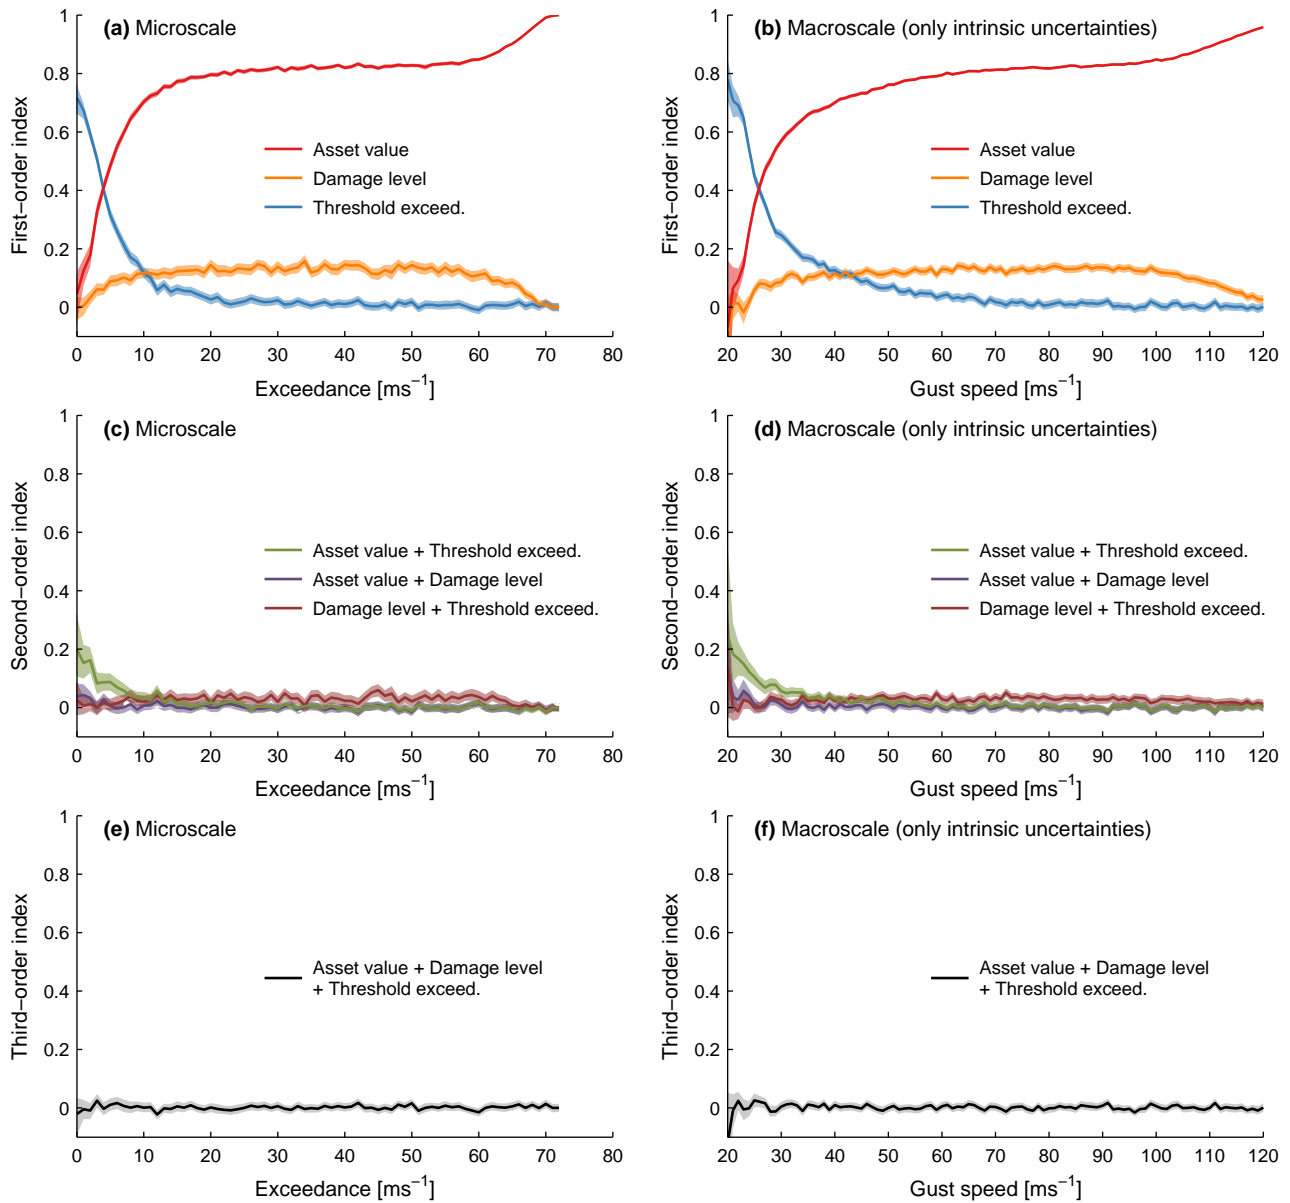 (a) Microscale
First−order index
1
0.8
0.6
0.4
0.2
0
Asset value
Damage level
Threshold exceed.
0 10 20 30 40 50 60 70 80
Exceedance [ms−1]
(b) Macroscale (only intrinsic uncertainties)
First−order index
1
0.8
0.6
0.4
0.2
0
Asset value
Damage level
Threshold exceed.
20 30 40 50 60 70 80 90 100 110 120
Gust speed [ms−1]
(c) Microscale
Second−order index
1
0.8
0.6
0.4
0.2
0
Asset value + Threshold exceed.
Asset value + Damage level
Damage level + Threshold exceed.
0 10 20 30 40 50 60 70 80
Exceedance [ms−1]
(d) Macroscale (only intrinsic uncertainties)
Second−order index
1
0.8
0.6
0.4
0.2
0
Asset value + Threshold exceed.
Asset value + Damage level
Damage level + Threshold exceed.
20 30 40 50 60 70 80 90 100 110 120
Gust speed [ms−1]
(e) Microscale
Third−order index
1
0.8
0.6
0.4
0.2
0
Asset value + Damage level
+ Threshold exceed.
0 10 20 30 40 50 60 70 80
Exceedance [ms−1]
(f) Macroscale (only intrinsic uncertainties)
Third−order index
1
0.8
0.6
0.4
0.2
0
Asset value + Damage level
+ Threshold exceed.
20 30 40 50 60 70 80 90 100 110 120
Gust speed [ms−1]